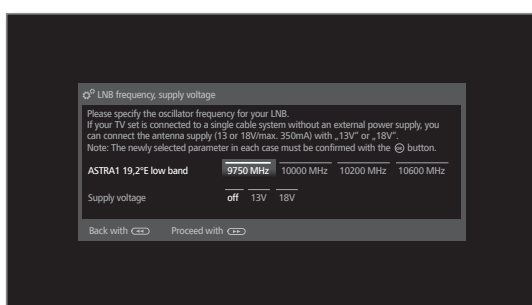 LNB frequency, supply voltage
Please specify the oscillator frequency for your LNB.
If your TV set is connected to a single cable system without an external power supply, you
can connect the antenna supply (13 or 18V/max. 350mA) with „13V" or „18V".
Note: The newly selected parameter in each case must be confirmed with the OK button.
ASTRA1 19,2°E low band 9750 MHz 10000 MHz 10200 MHz 10600 MHz
Supply voltage off 13V 18V
Back with Proceed with